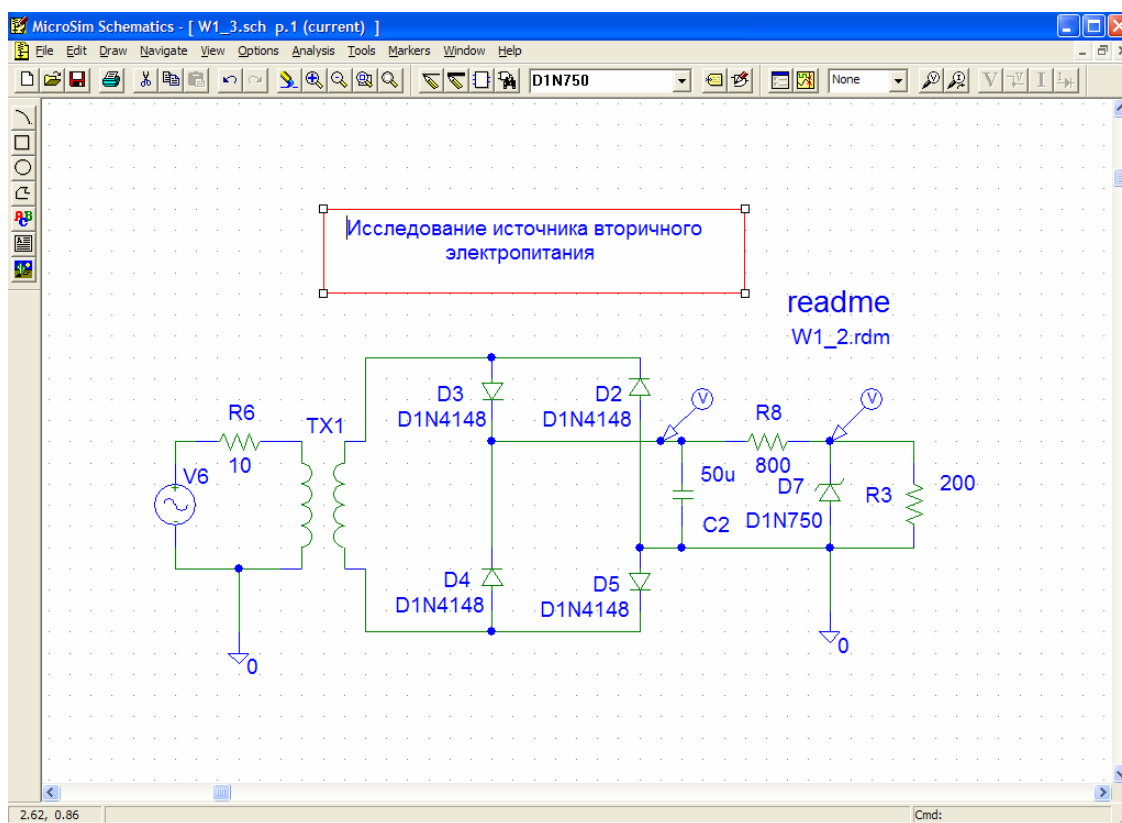 MicroSim Schematics - [ W1_3.sch p.1 (current) ]
File Edit Draw Navigate View Options Analysis Tools Markers Window Help
D1N750
None
Исследование источника вторичного
электропитания
readme
W1_2.rdm
D3
D1N4148
D2
D1N4148
V
V
R6
10
TX1
R8
800
V6
50u
C2
D7
D1N750
R3
200
D4
D1N4148
D5
D1N4148
0
0
2.62, 0.86
Cmd: